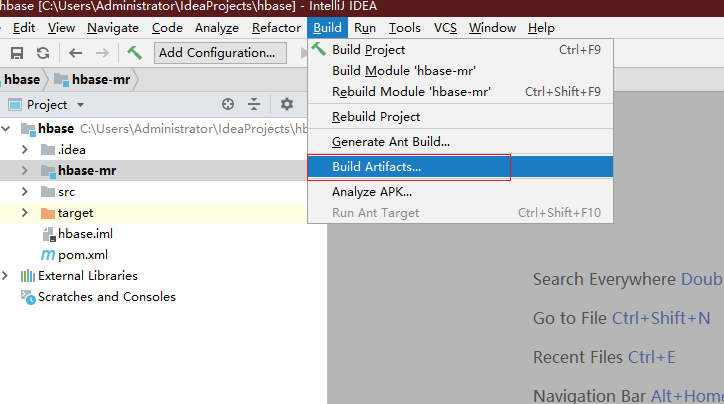 hbase [C:\Users\Administrator\IdeaProjects\hbase] - IntelliJ IDEA
Edit View Navigate Code Analyze Refactor Build Run Tools VCS Window Help
Add Configuration...
hbase hbase-mr
Project
hbase C:\Users\Administrator\IdeaProjects\hb
.idea
hbase-mr
src
target
hbase.iml
pom.xml
External Libraries
Scratches and Consoles
Build Project Ctrl+F9
Build Module 'hbase-mr'
Rebuild Module 'hbase-mr' Ctrl+Shift+F9
Rebuild Project
Generate Ant Build...
Build Artifacts...
Analyze APK...
Run Ant Target Ctrl+Shift+F10
Search Everywhere Doub
Go to File Ctrl+Shift+N
Recent Files Ctrl+E
Navigation Bar Alt+Home